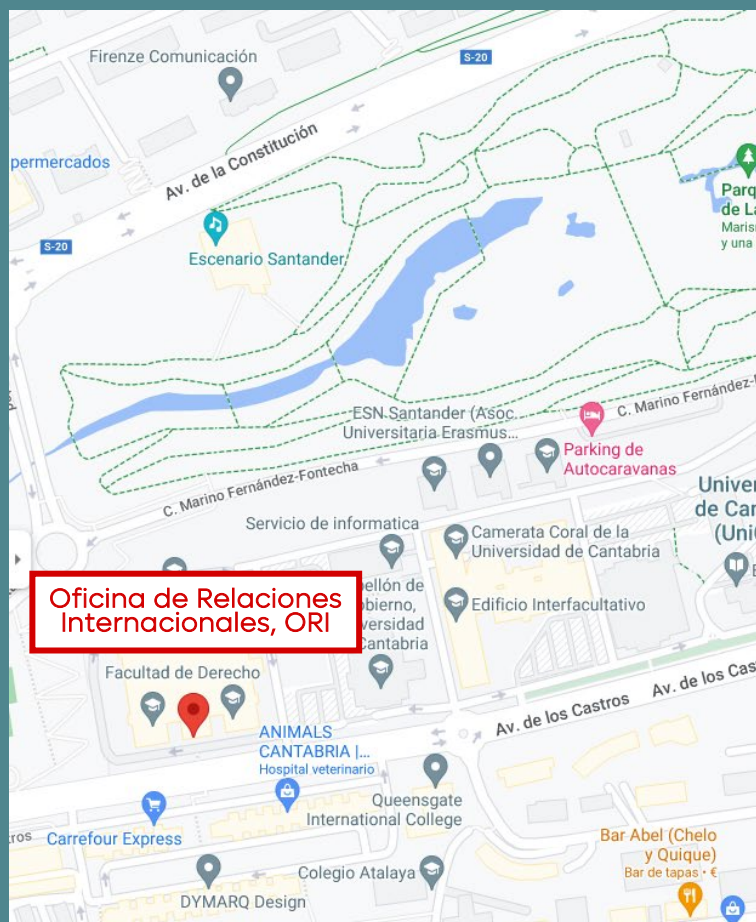 Firenze Comunicación
S-20
permercados
Av. de la Constitución
Parq
de La
Maris
y una
S-20
Escenario Santander
ESN Santander (Asoc...
Universitaria Erasmus...
C. Marino Fernández-
Parking de
Autocaravanas
C. Marino Fernández-Fontecha
Univer
de Can
(Uni
Servicio de informatica
Camerata Coral de la
Universidad de Cantabria
Oficina de Relaciones
Internacionales, ORI
ellón de
bierno,
versidad
Cantabria
Edificio Interfacultativo
Facultad de Derecho
Av. de los Castros
Av. de los Cas
ANIMALS
CANTABRIA |...
Hospital veterinario
Queensgate
International College
Carrefour Express
tros
Bar Abel (Chelo
y Quique)
Bar de tapas · €
Colegio Atalaya
DYMARQ Design